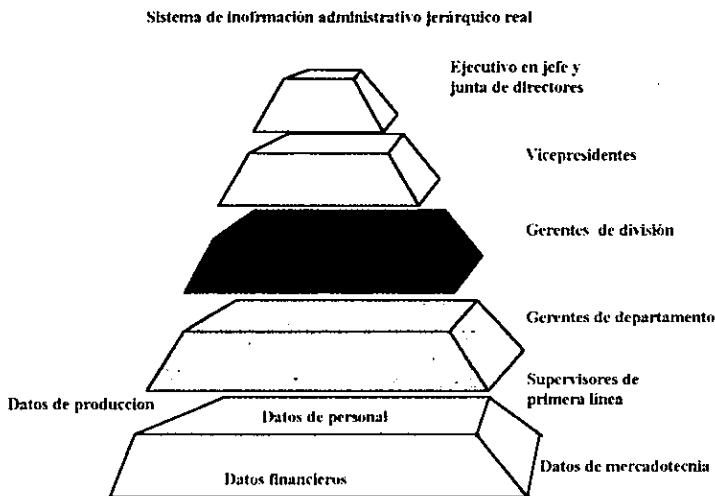 Sistema de inofrmación administrativo jerárquico real
Ejecutivo en jefe y
junta de directores
Vicepresidentes
Gerentes de división
Gerentes de departamento
Supervisores de
primera línea
Datos de produccion
Datos de personal
Datos financieros
Datos de mercadotecnia